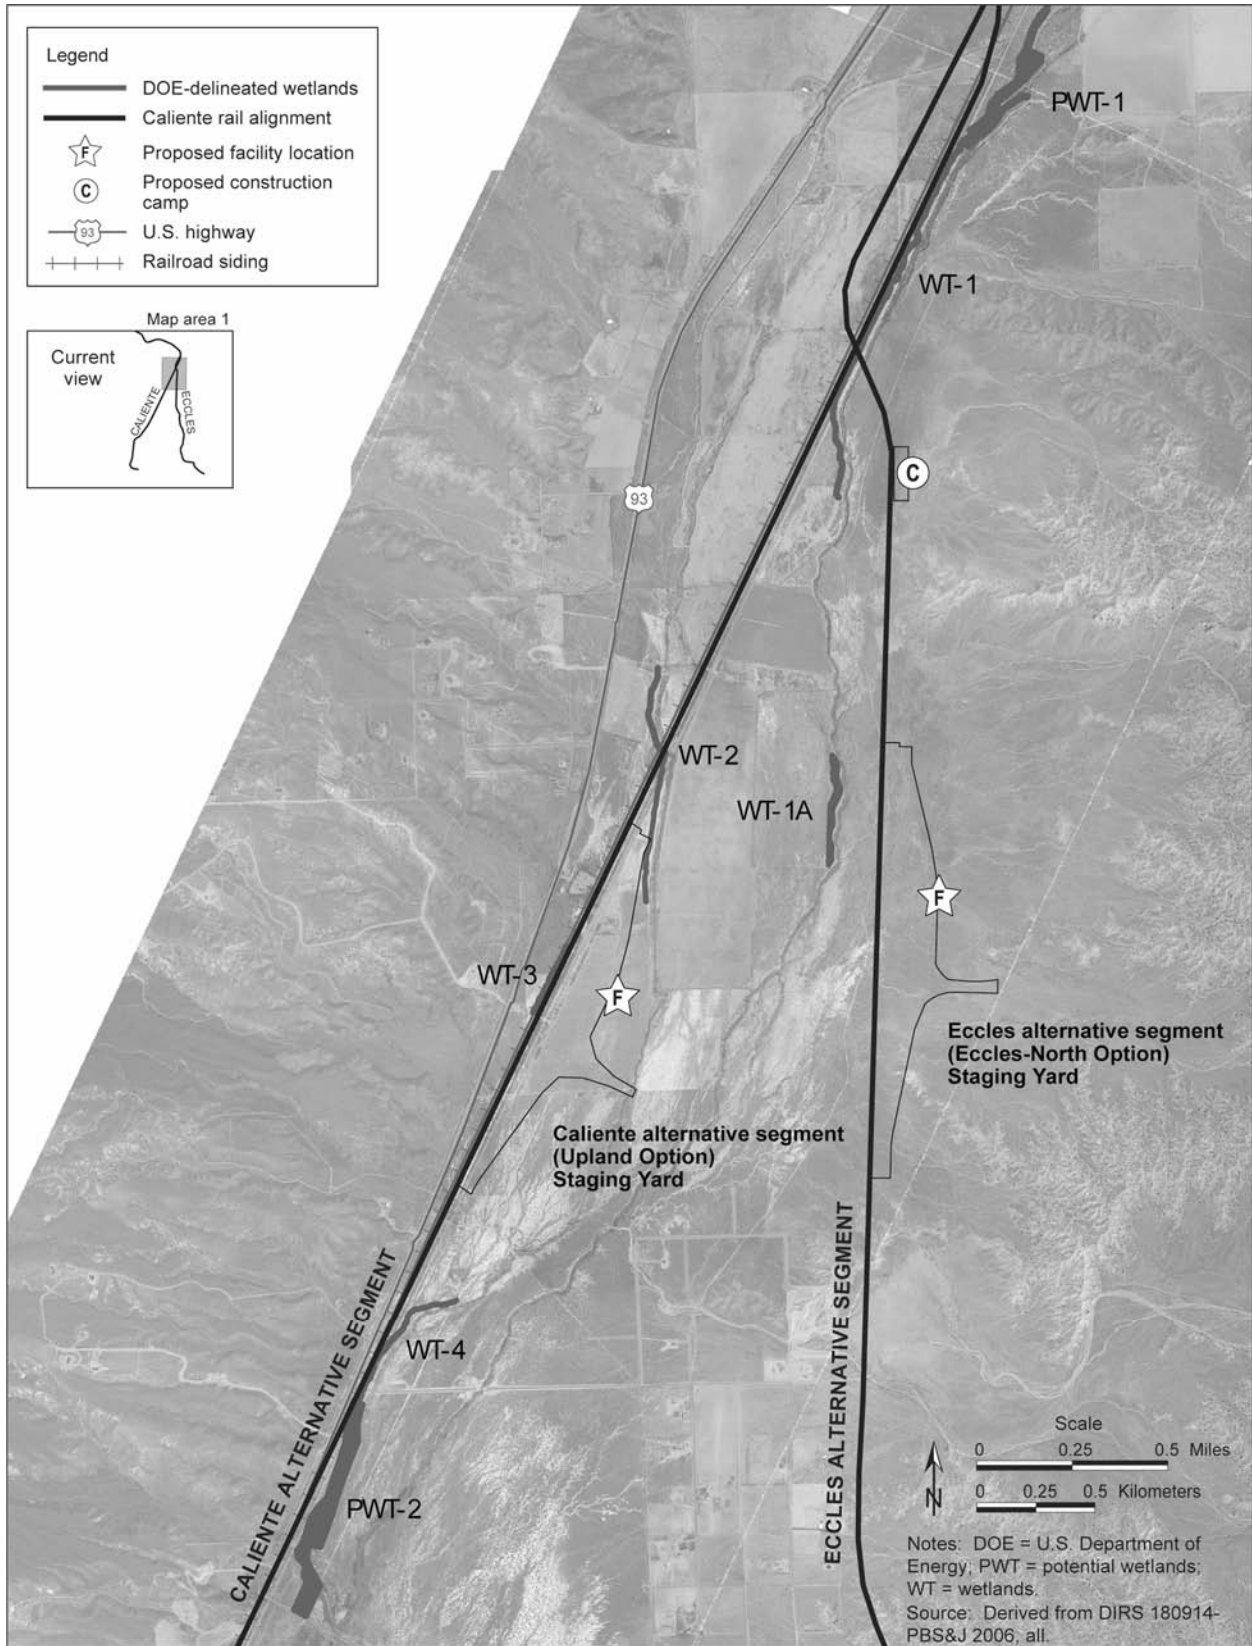 Legend
DOE-delineated wetlands
Caliente rail alignment
F
Proposed facility location
C
Proposed construction
camp
93
U.S. highway
Railroad siding
Map area 1
Current
view
CALIENTE
ECCLES
PWT-1
WT-1
C
93
WT-2
WT-1A
F
WT-3
F
Eccles alternative segment
(Eccles-North Option)
Staging Yard
Caliente alternative segment
(Upland Option)
Staging Yard
CALIENTE ALTERNATIVE SEGMENT
WT-4
ECCLES ALTERNATIVE SEGMENT
PWT-2
N
Scale
0 0.25 0.5 Miles
0 0.25 0.5 Kilometers
Notes: DOE = U.S. Department of
Energy; PWT = potential wetlands;
WT = wetlands.
Source: Derived from DIRS 180914-
PBS&J 2006, all.